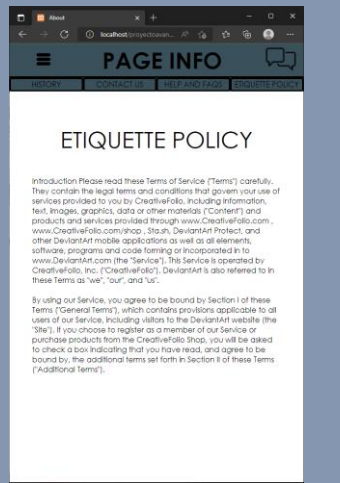 About
localhost/proyectoavan...
PAGE INFO
HISTORY CONTACT US HELP AND FAQS ETIQUETTE POLICY
ETIQUETTE POLICY
Introduction Please read these Terms of Service ("Terms") carefully.
They contain the legal terms and conditions that govern your use of
services provided to you by CreativeFolio, including information,
text, images, graphics, data or other materials ("Content") and
products and services provided through www.CreativeFolio.com ,
www.CreativeFolio.com/shop , Sta.sh, DeviantArt Protect, and
other DeviantArt mobile applications as well as all elements,
software, programs and code forming or incorporated in to
www.DeviantArt.com (the "Service"). This Service is operated by
CreativeFolio, Inc. ("CreativeFolio"). DeviantArt is also referred to in
these Terms as "we", "our", and "us".
By using our Service, you agree to be bound by Section I of these
Terms ("General Terms"), which contains provisions applicable to all
users of our Service, including visitors to the DeviantArt website (the
"Site"). If you choose to register as a member of our Service or
purchase products from the CreativeFolio Shop, you will be asked
to check a box indicating that you have read, and agree to be
bound by, the additional terms set forth in Section II of these Terms
("Additional Terms").